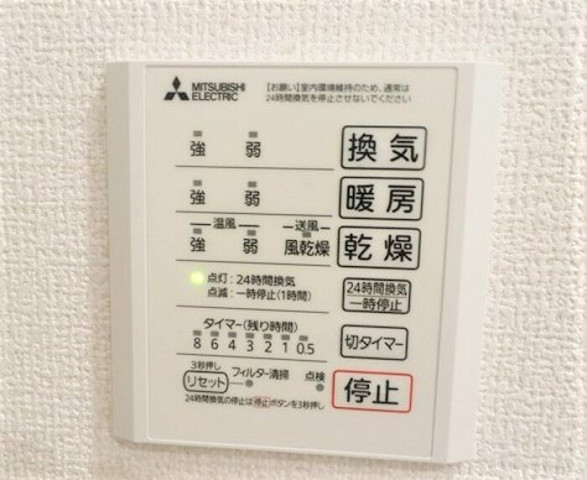 MITSUBISHI
ELECTRIC
【お願い】室内環境維持のため、通常は
24時間換気を停止させないでください
強 弱 換気
強 弱 暖房
温風 送風
強 弱 風乾燥 乾燥
点灯:24時間換気
点滅:一時停止(1時間)
24時間換気
一時停止
タイマー(残り時間)
8 6 4 3 2 1 0.5
切タイマー
3秒押し
リセット フィルター清掃 点検
停止
24時間換気の停止は停止ボタンを3秒押し